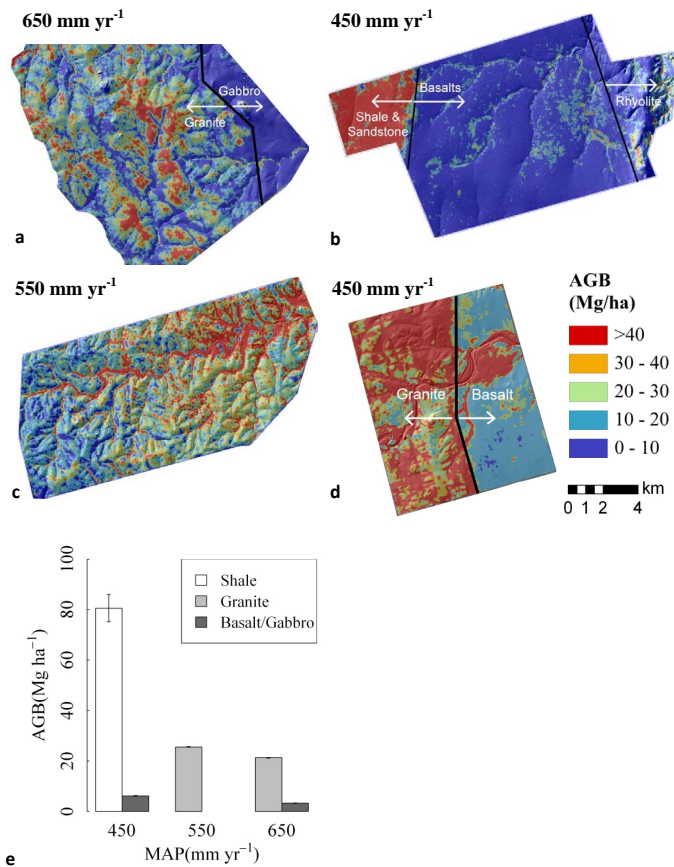 650 mm yr-1
450 mm yr-1
Gabbro
Granite
Basalts
Shale &
Sandstone
Rhyolite
a
b
550 mm yr-1
450 mm yr-1
AGB
(Mg/ha)
>40
30 - 40
20 - 30
10 - 20
0 - 10
Granite
Basalt
km
0 1 2 4
c
d
Shale
Granite
Basalt/Gabbro
AGB(Mg ha-1)
100
80
60
40
20
0
450 550 650
MAP(mm yr-1)
e